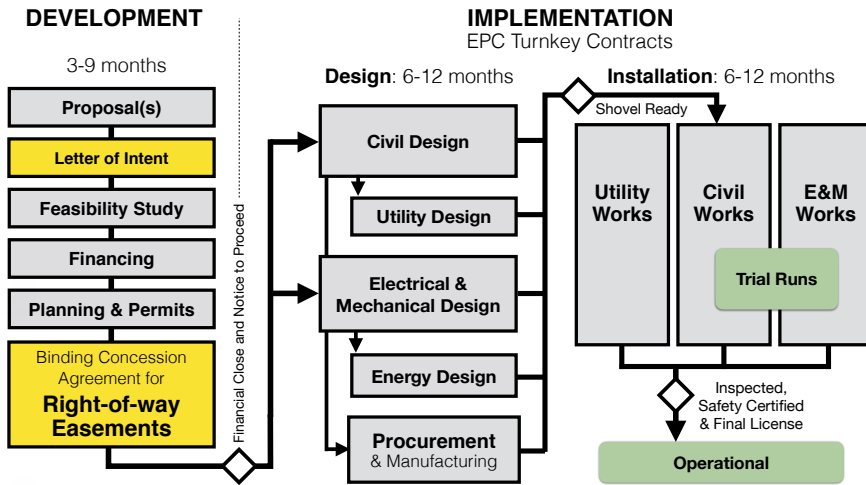 DEVELOPMENT
3-9 months
Proposal(s)
Letter of Intent
Feasibility Study
Financing
Planning & Permits
Binding Concession
Agreement for
Right-of-way
Easements
Financial Close and Notice to Proceed
IMPLEMENTATION
EPC Turnkey Contracts
Design: 6-12 months
Civil Design
Utility Design
Electrical &
Mechanical Design
Energy Design
Procurement
& Manufacturing
Installation: 6-12 months
Shovel Ready
Utility
Works
Civil
Works
E&M
Works
Trial Runs
Inspected,
Safety Certified
& Final License
Operational